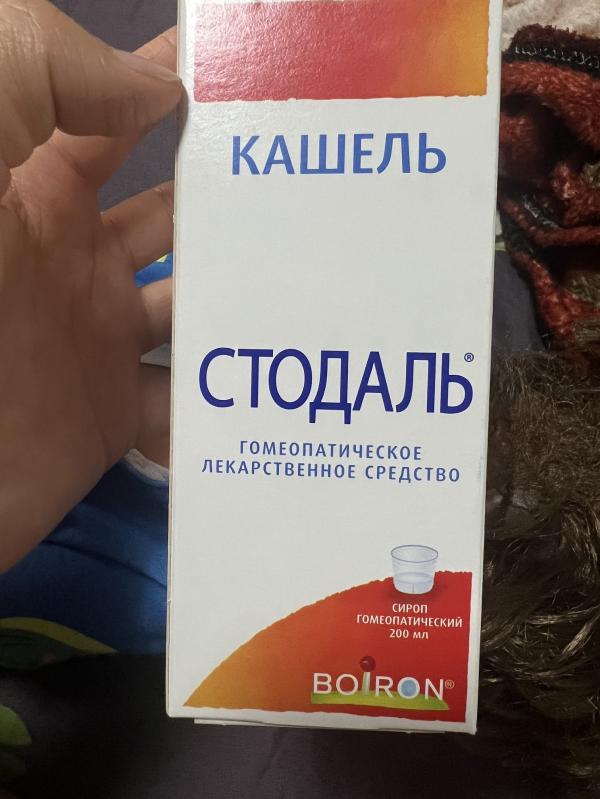 КАШЕЛЬ
СТОДАЛЬ®
ГОМЕОПАТИЧЕСКОЕ
ЛЕКАРСТВЕННОЕ СРЕДСТВО
СИРОП
ГОМЕОПАТИЧЕСКИЙ
200 мл
BOIRON®